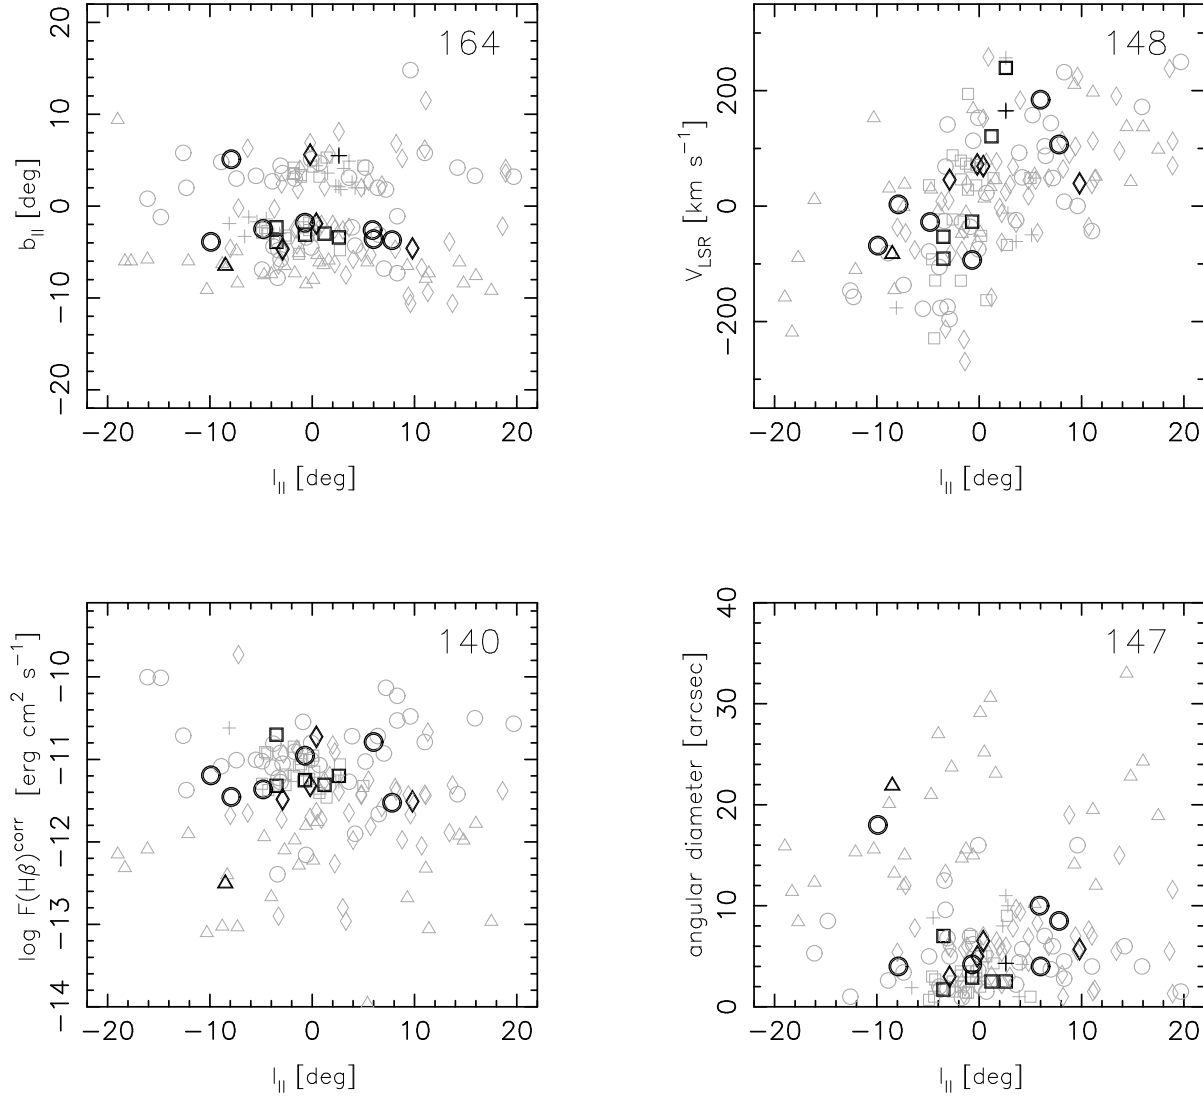 164
b_II [deg]
20
10
0
−10
−20
−20 −10 0 10 20
l_II [deg]
148
V_LSR [km s^−1]
200
0
−200
−20 −10 0 10 20
l_II [deg]
140
log F(Hβ)^corr [erg cm^2 s^−1]
−10
−11
−12
−13
−14
−20 −10 0 10 20
l_II [deg]
147
angular diameter [arcsec]
40
30
20
10
0
−20 −10 0 10 20
l_II [deg]